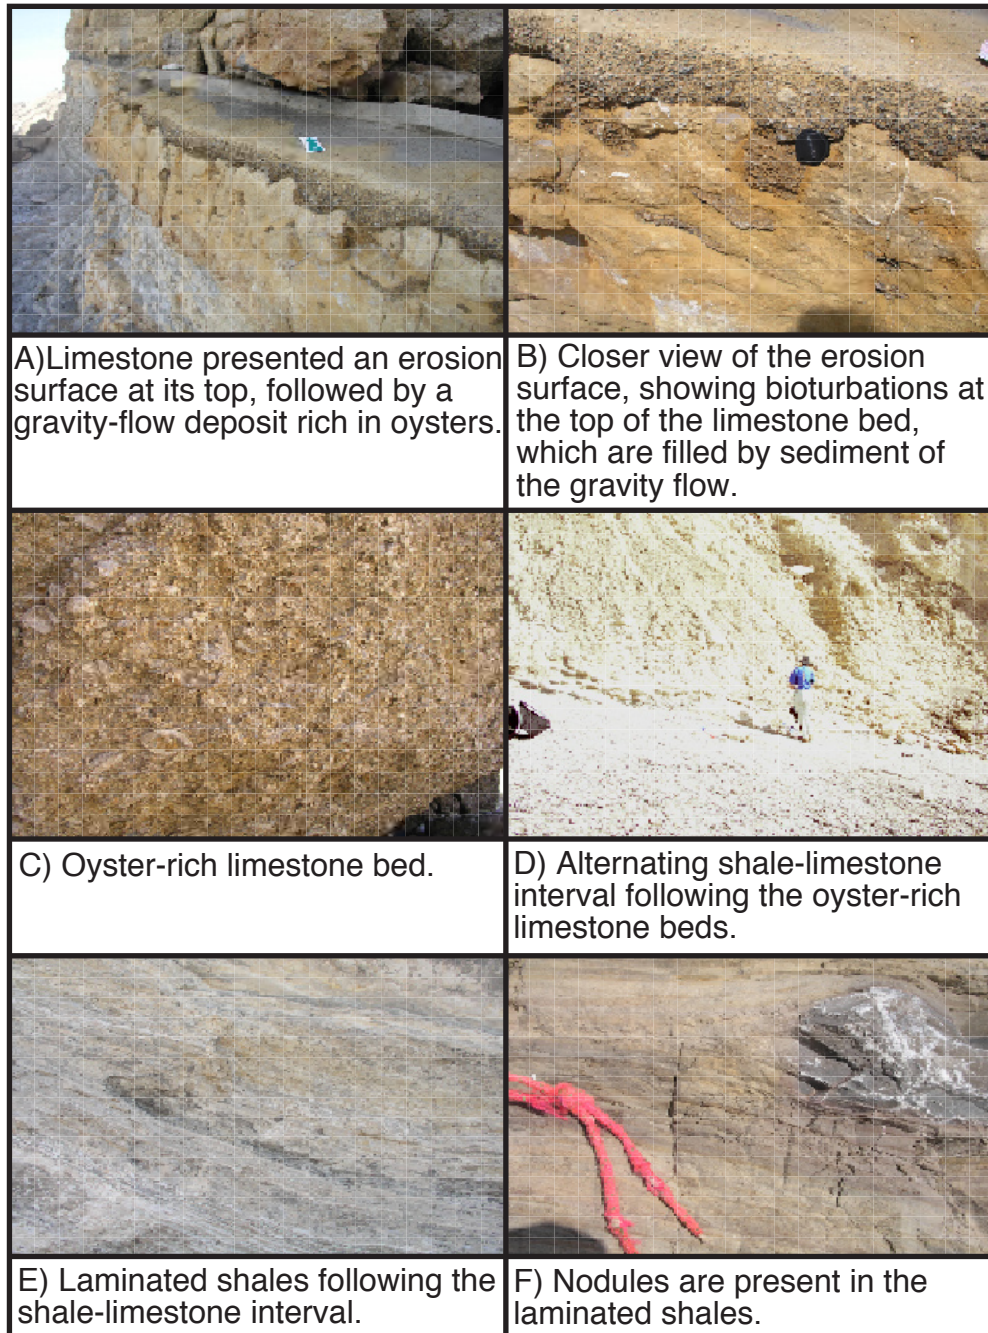 A)Limestone presented an erosion
surface at its top, followed by a
gravity-flow deposit rich in oysters.
B) Closer view of the erosion
surface, showing bioturbations at
the top of the limestone bed,
which are filled by sediment of
the gravity flow.
C) Oyster-rich limestone bed.
D) Alternating shale-limestone
interval following the oyster-rich
limestone beds.
E) Laminated shales following the
shale-limestone interval.
F) Nodules are present in the
laminated shales.